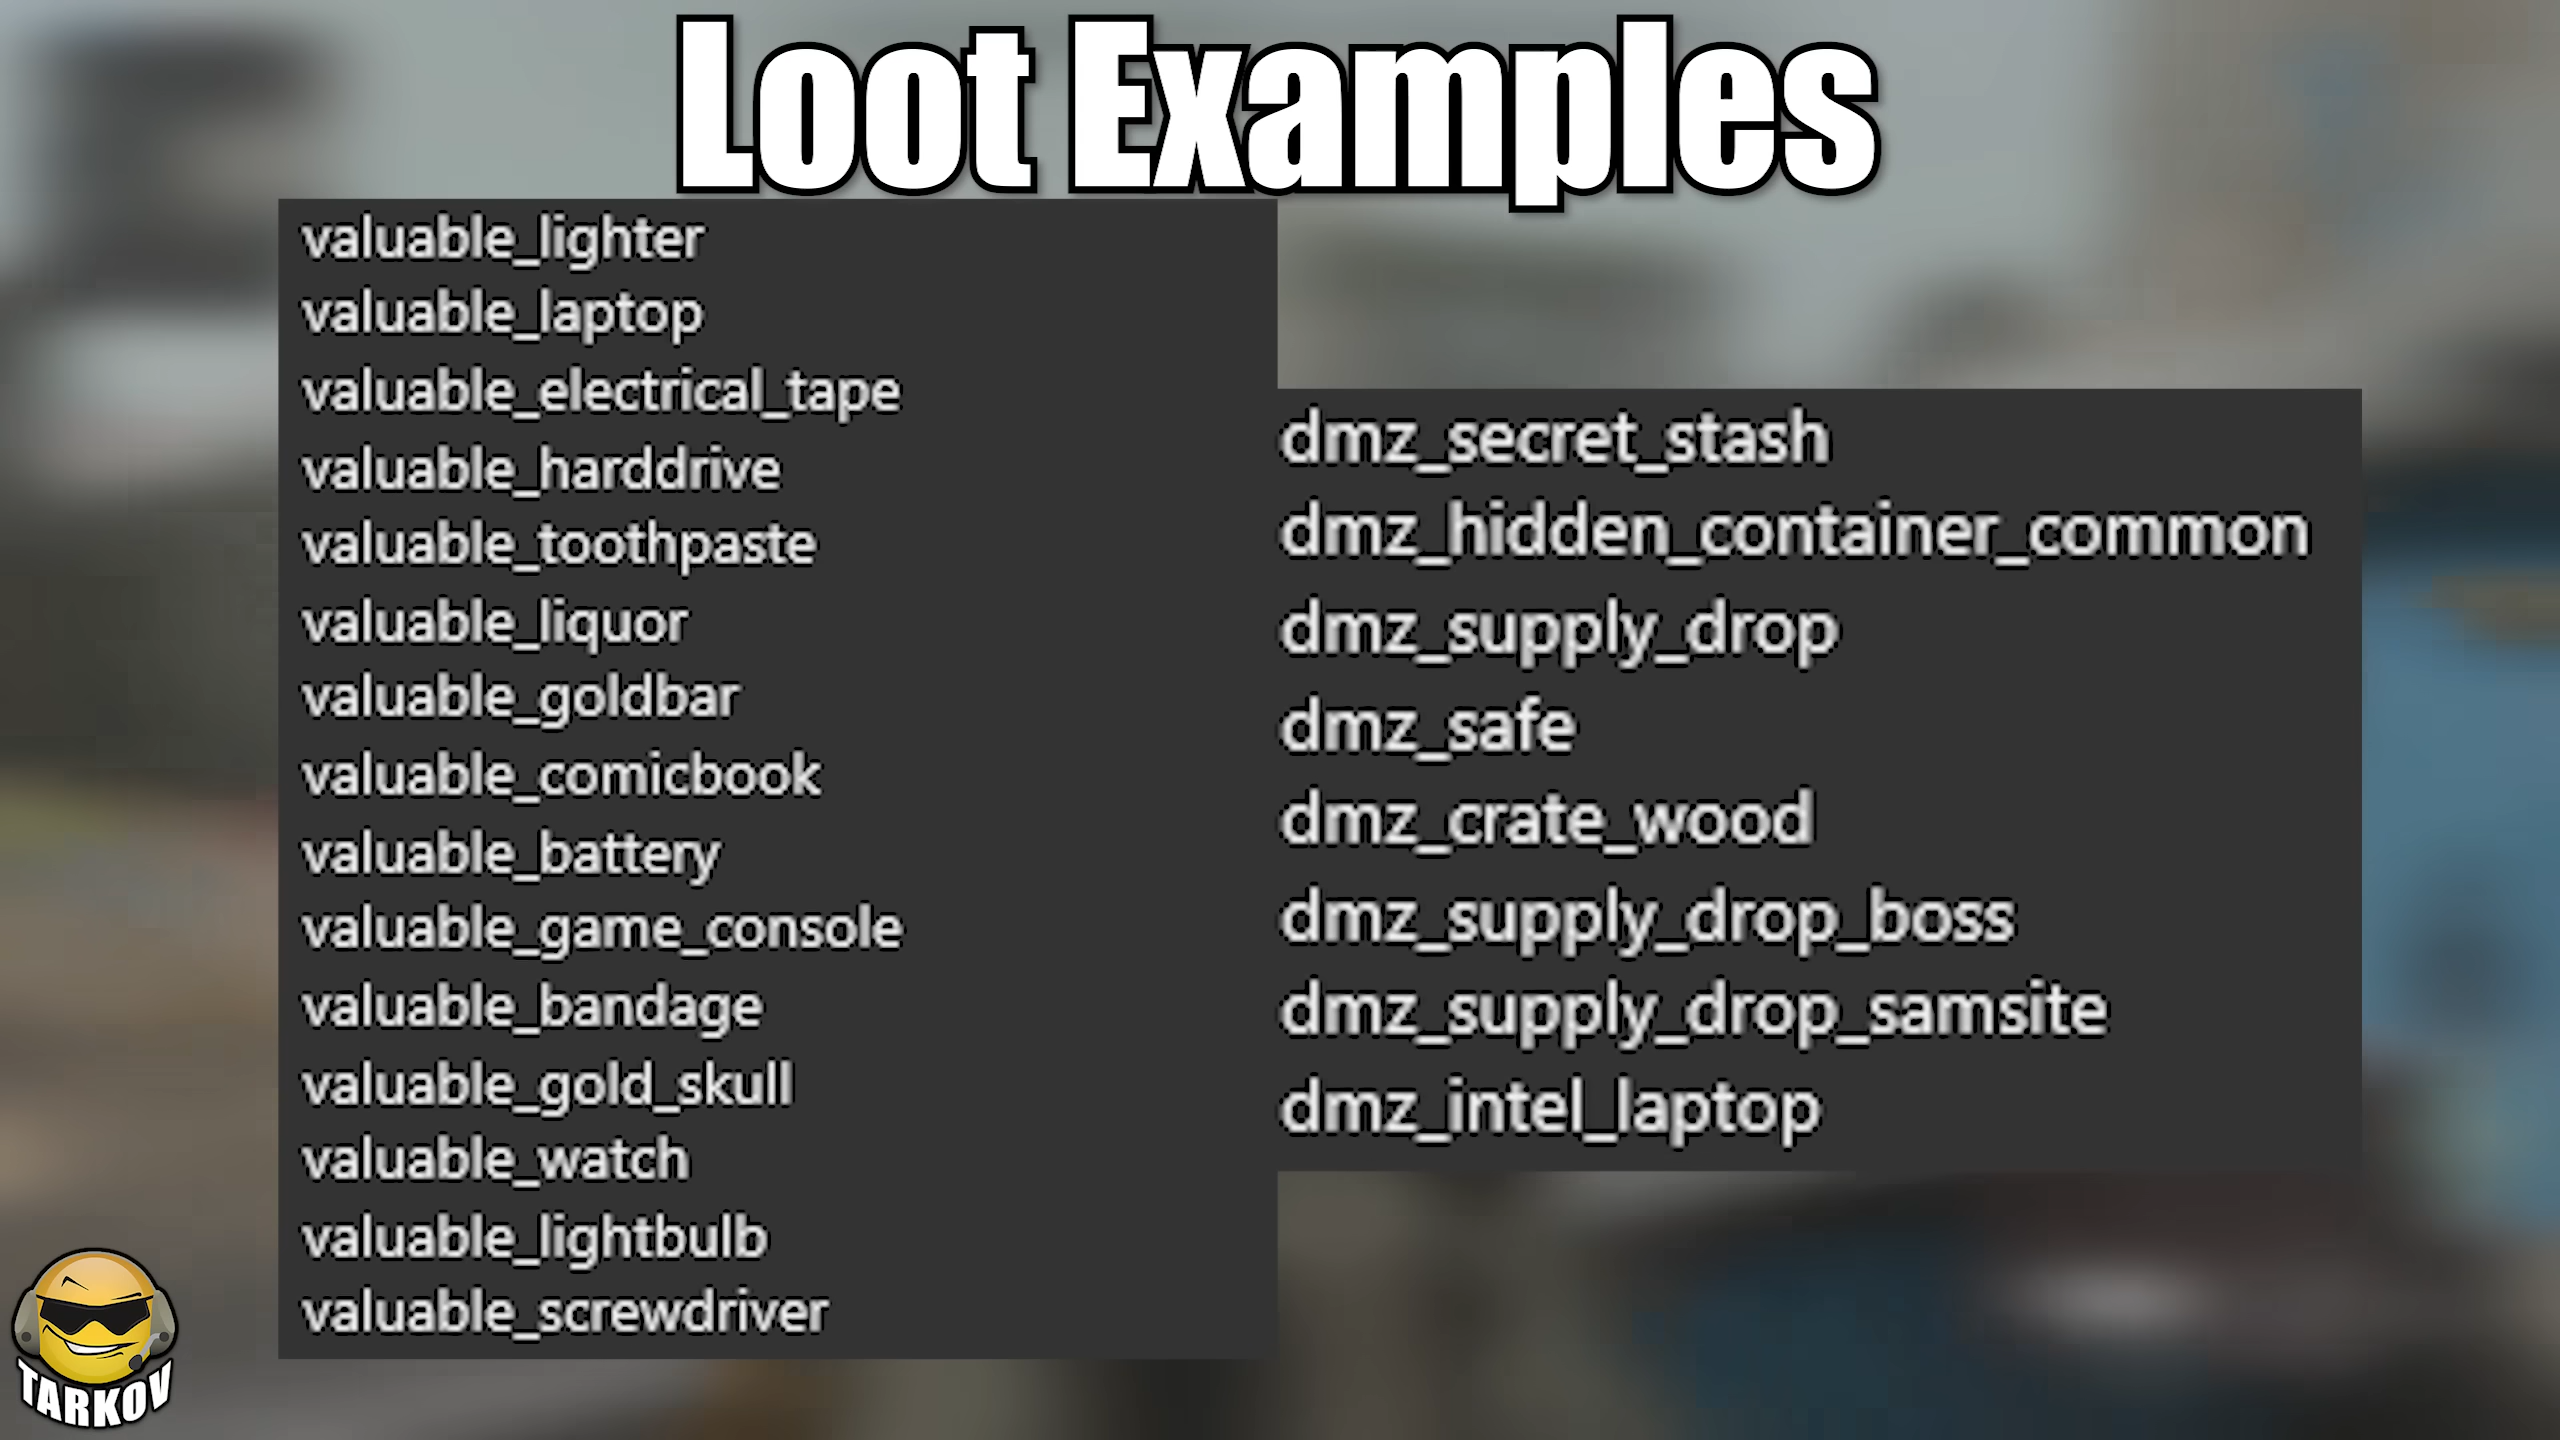 Loot Examples
valuable_lighter
valuable_laptop
valuable_electrical_tape
valuable_harddrive
valuable_toothpaste
valuable_liquor
valuable_goldbar
valuable_comicbook
valuable_battery
valuable_game_console
valuable_bandage
valuable_gold_skull
valuable_watch
valuable_lightbulb
valuable_screwdriver
dmz_secret_stash
dmz_hidden_container_common
dmz_supply_drop
dmz_safe
dmz_crate_wood
dmz_supply_drop_boss
dmz_supply_drop_samsite
dmz_intel_laptop
TARKOV